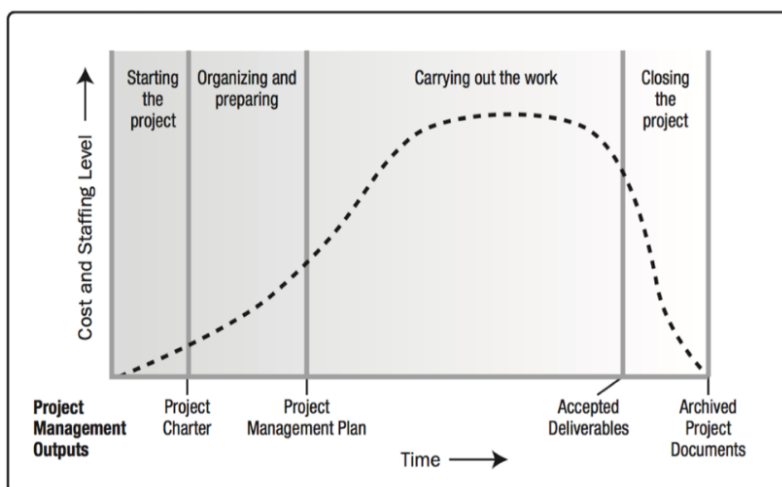 Starting
the
project
Organizing and
preparing
Carrying out the work
Closing
the
project
Cost and Staffing Level
Project
Management
Outputs
Project
Charter
Project
Management Plan
Accepted
Deliverables
Archived
Project
Documents
Time